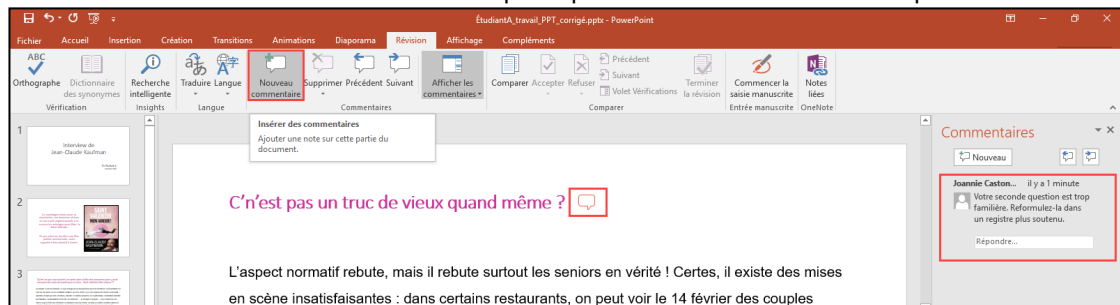 ÉtudiantA_travail_PPT_corrigé.pptx - PowerPoint
Fichier Accueil Insertion Création Transitions Animations Diaporama Révision Affichage Compléments
ABC
Orthographe Dictionnaire des synonymes
Vérification
Recherche intelligente
Insights
Traduire Langue
Langue
Nouveau commentaire Supprimer Précédent Suivant Afficher les commentaires
Commentaires
Comparer Accepter Refuser
Précédent
Suivant
Volet Vérifications
Terminer la révision
Comparer
Commencer la saisie manuscrite
Entrée manuscrite
Notes liées
OneNote
Insérer des commentaires
Ajouter une note sur cette partie du
document.
1
Interview de
Jean-Claude Kaufman
2
3
C'n'est pas un truc de vieux quand même ?
L'aspect normatif rebute, mais il rebute surtout les seniors en vérité ! Certes, il existe des mises
en scène insatisfaisantes : dans certains restaurants, on peut voir le 14 février des couples
Commentaires
Nouveau
Joannie Caston... il y a 1 minute
Votre seconde question est trop
familière. Reformulez-la dans
un registre plus soutenu.
Répondre...